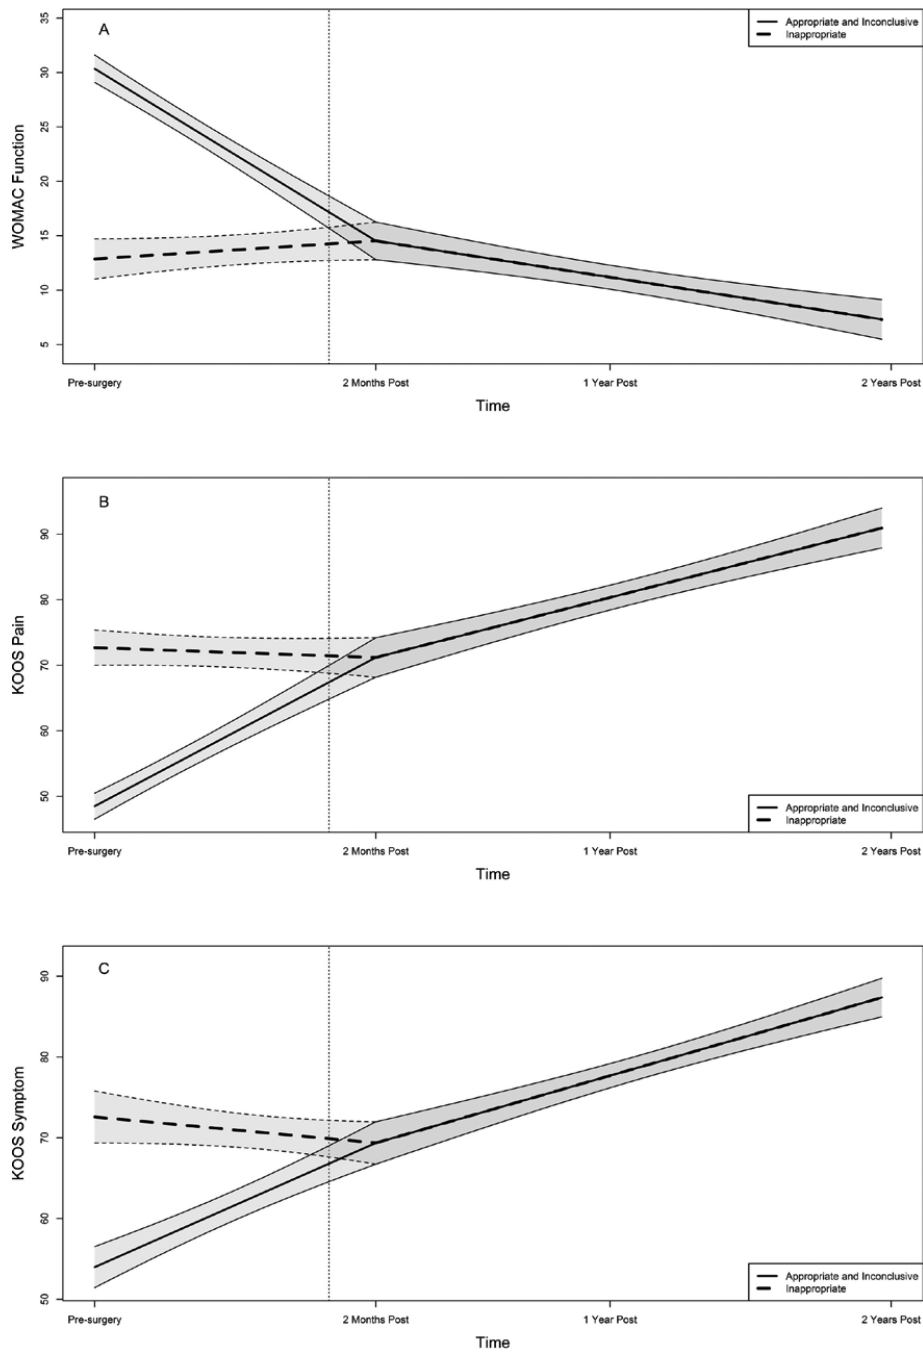 A
Appropriate and Inconclusive
Inappropriate
WOMAC Function
35
30
25
20
15
10
5
Pre-surgery 2 Months Post 1 Year Post 2 Years Post
Time
B
KOOS Pain
90
80
70
60
50
Appropriate and Inconclusive
Inappropriate
Pre-surgery 2 Months Post 1 Year Post 2 Years Post
Time
C
KOOS Symptom
90
80
70
60
50
Appropriate and Inconclusive
Inappropriate
Pre-surgery 2 Months Post 1 Year Post 2 Years Post
Time